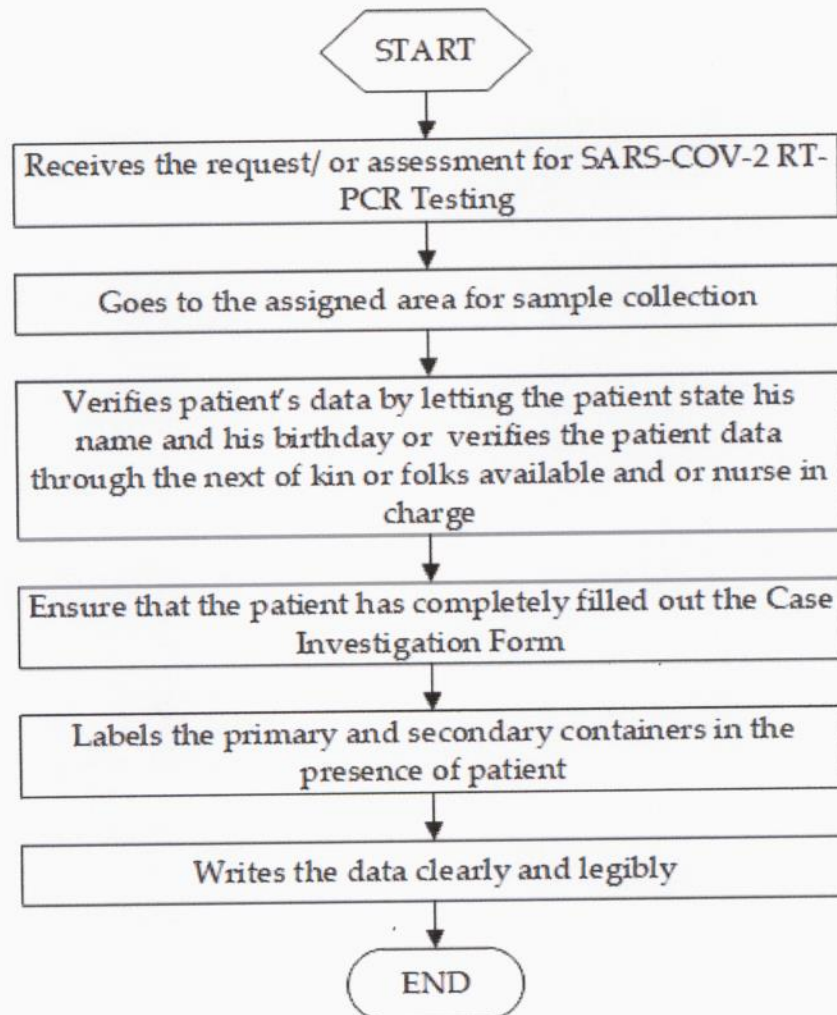 START
Receives the request/ or assessment for SARS-COV-2 RT-
PCR Testing
Goes to the assigned area for sample collection
Verifies patient's data by letting the patient state his
name and his birthday or verifies the patient data
through the next of kin or folks available and or nurse in
charge
Ensure that the patient has completely filled out the Case
Investigation Form
Labels the primary and secondary containers in the
presence of patient
Writes the data clearly and legibly
END